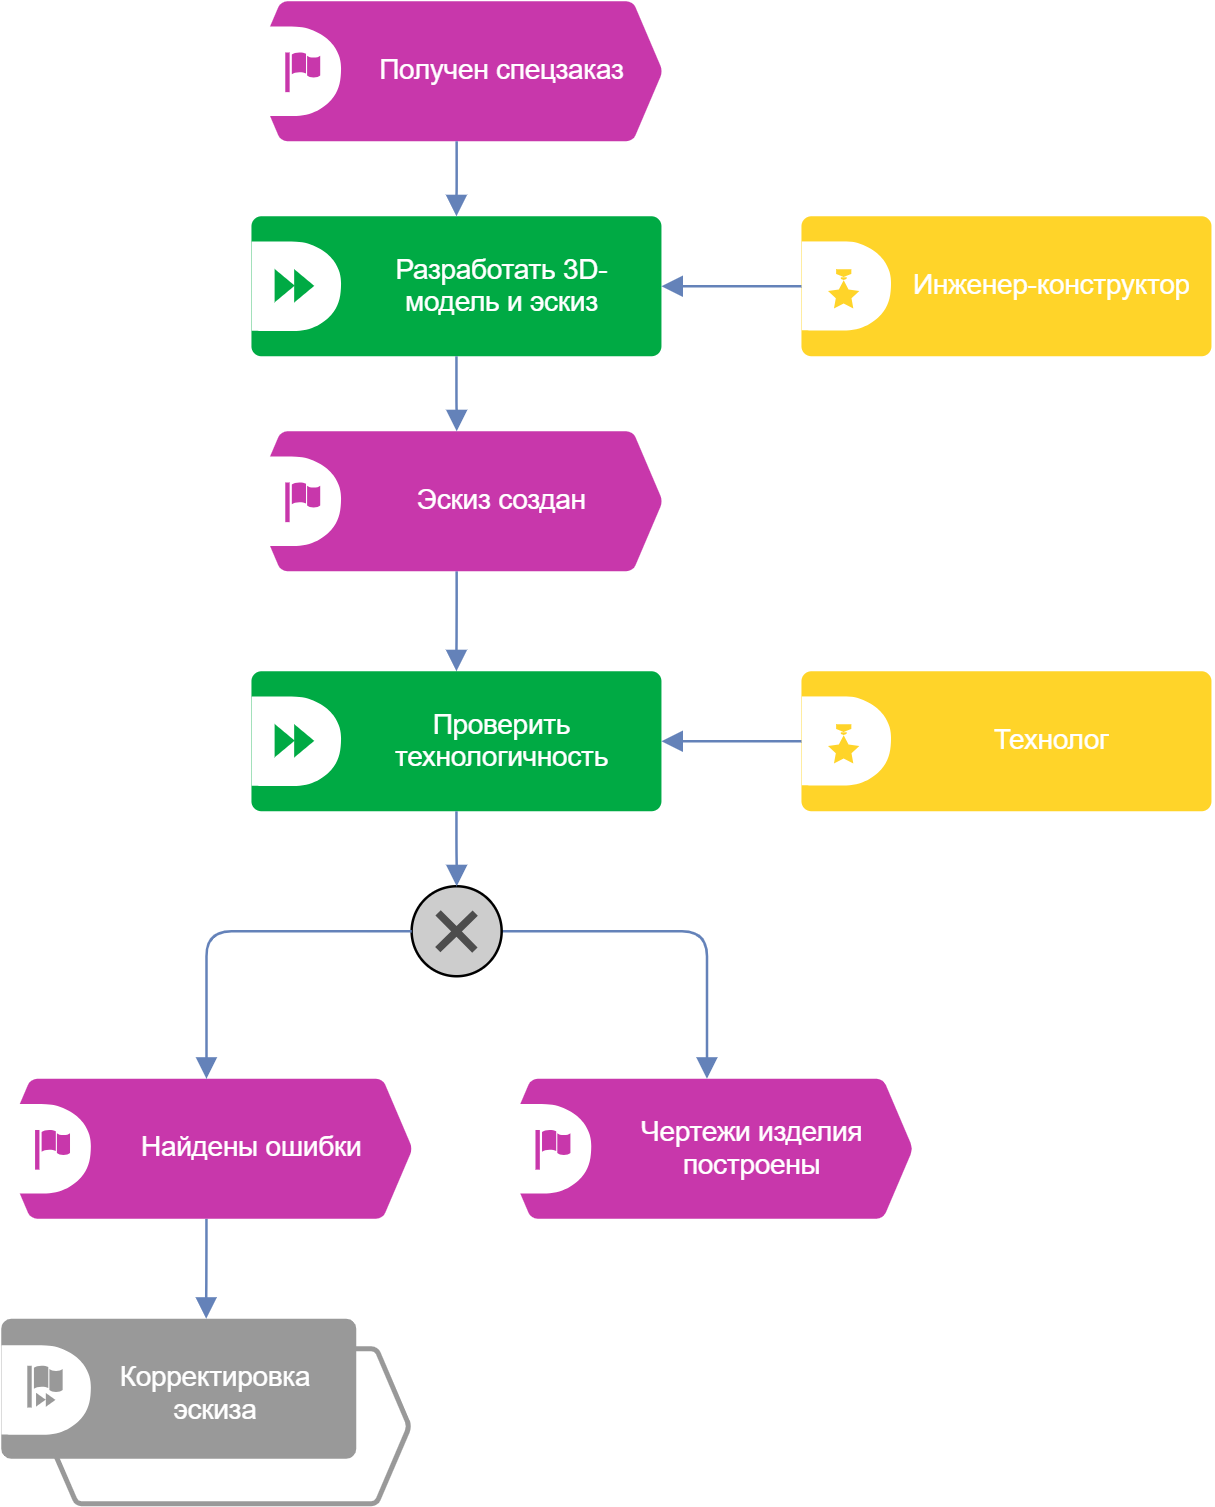 Получен спецзаказ
Разработать 3D-
модель и эскиз
Инженер-конструктор
Эскиз создан
Проверить
технологичность
Технолог
Найдены ошибки
Чертежи изделия
построены
Корректировка
эскиза